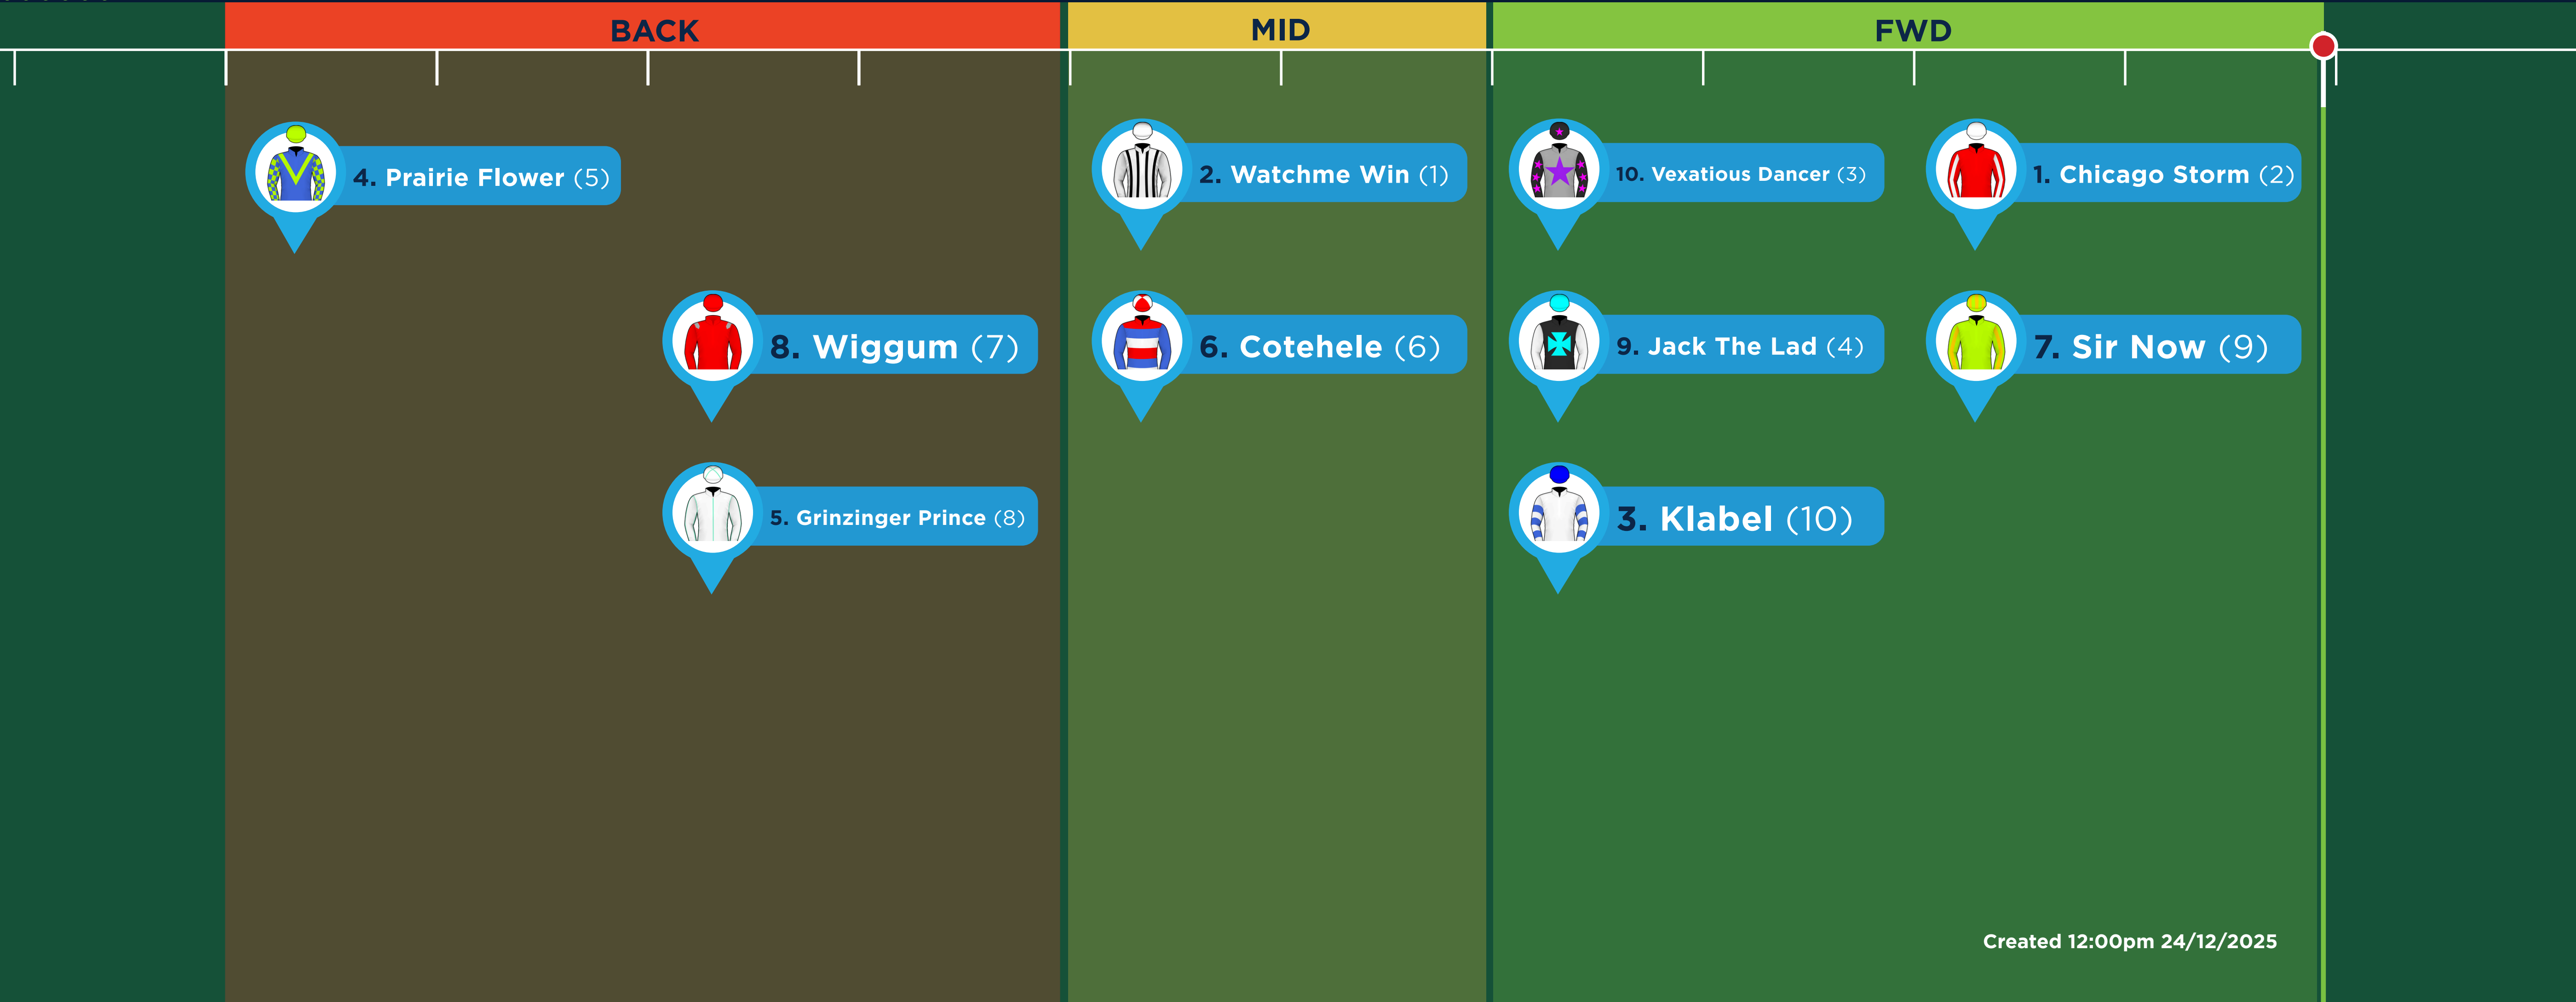 BACK
MID
FWD
4. Prairie Flower (5)
2. Watchme Win (1)
10. Vexatious Dancer (3)
1. Chicago Storm (2)
8. Wiggum (7)
6. Cotehele (6)
9. Jack The Lad (4)
7. Sir Now (9)
5. Grinzinger Prince (8)
3. Klabel (10)
Created 12:00pm 24/12/2025